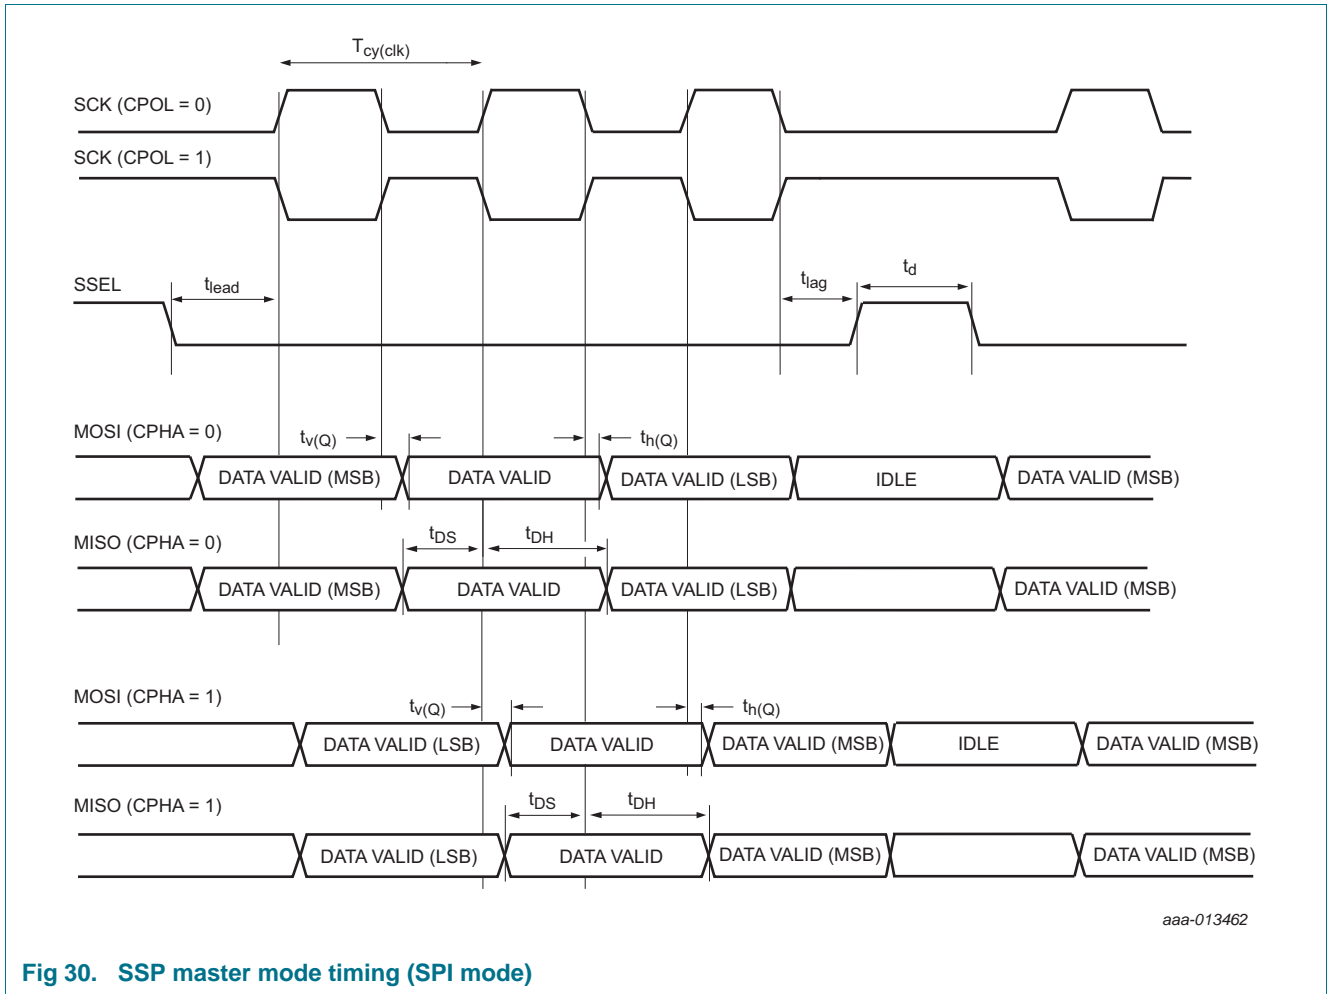 Tcy(clk)
SCK (CPOL = 0)
SCK (CPOL = 1)
SSEL
tlead
tlag
td
MOSI (CPHA = 0)
tv(Q)
th(Q)
DATA VALID (MSB)
DATA VALID
DATA VALID (LSB)
IDLE
DATA VALID (MSB)
MISO (CPHA = 0)
tDS
tDH
DATA VALID (MSB)
DATA VALID
DATA VALID (LSB)
DATA VALID (MSB)
MOSI (CPHA = 1)
tv(Q)
th(Q)
DATA VALID (LSB)
DATA VALID
DATA VALID (MSB)
IDLE
DATA VALID (MSB)
MISO (CPHA = 1)
tDS
tDH
DATA VALID (LSB)
DATA VALID
DATA VALID (MSB)
DATA VALID (MSB)
aaa-013462
Fig 30. SSP master mode timing (SPI mode)